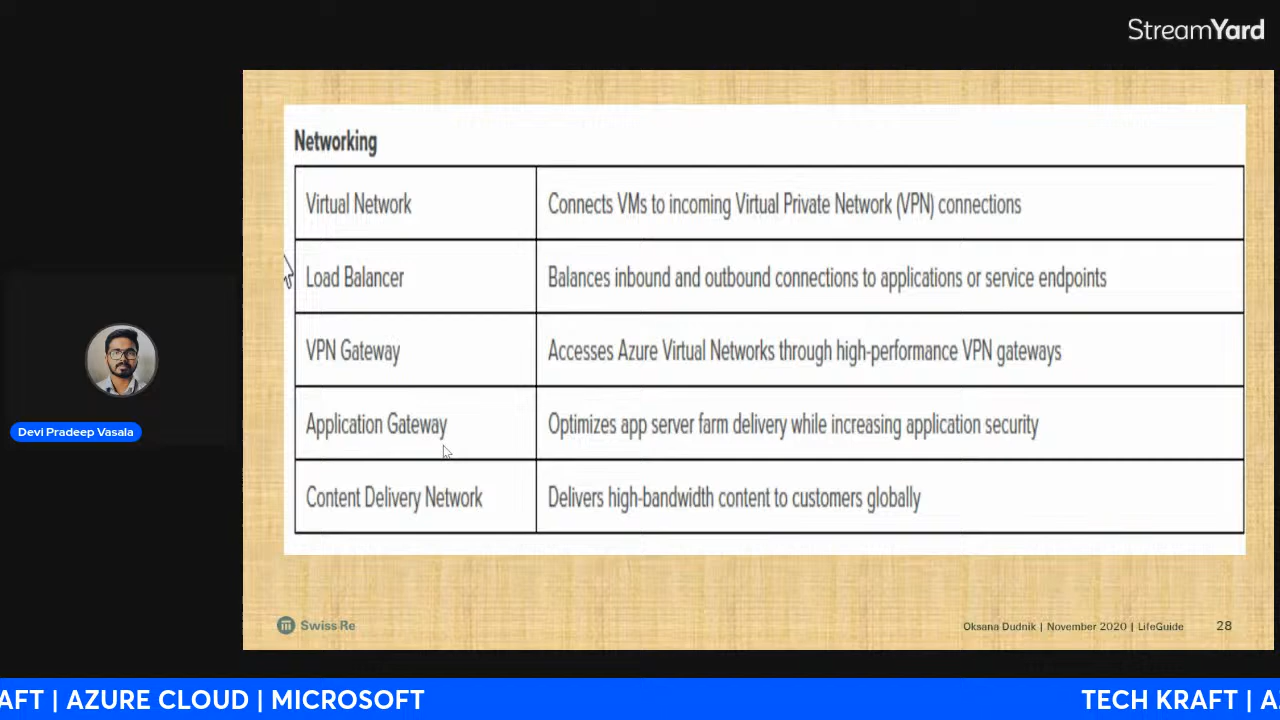 StreamYard
Networking
Virtual Network
Connects VMs to incoming Virtual Private Network (VPN) connections
Load Balancer
Balances inbound and outbound connections to applications or service endpoints
VPN Gateway
Accesses Azure Virtual Networks through high-performance VPN gateways
Application Gateway
Optimizes app server farm delivery while increasing application security
Content Delivery Network
Delivers high-bandwidth content to customers globally
Devi Pradeep Vasala
Swiss Re
Oksana Dudnik | November 2020 | LifeGuide 28
AFT | AZURE CLOUD | MICROSOFT
TECH KRAFT | A